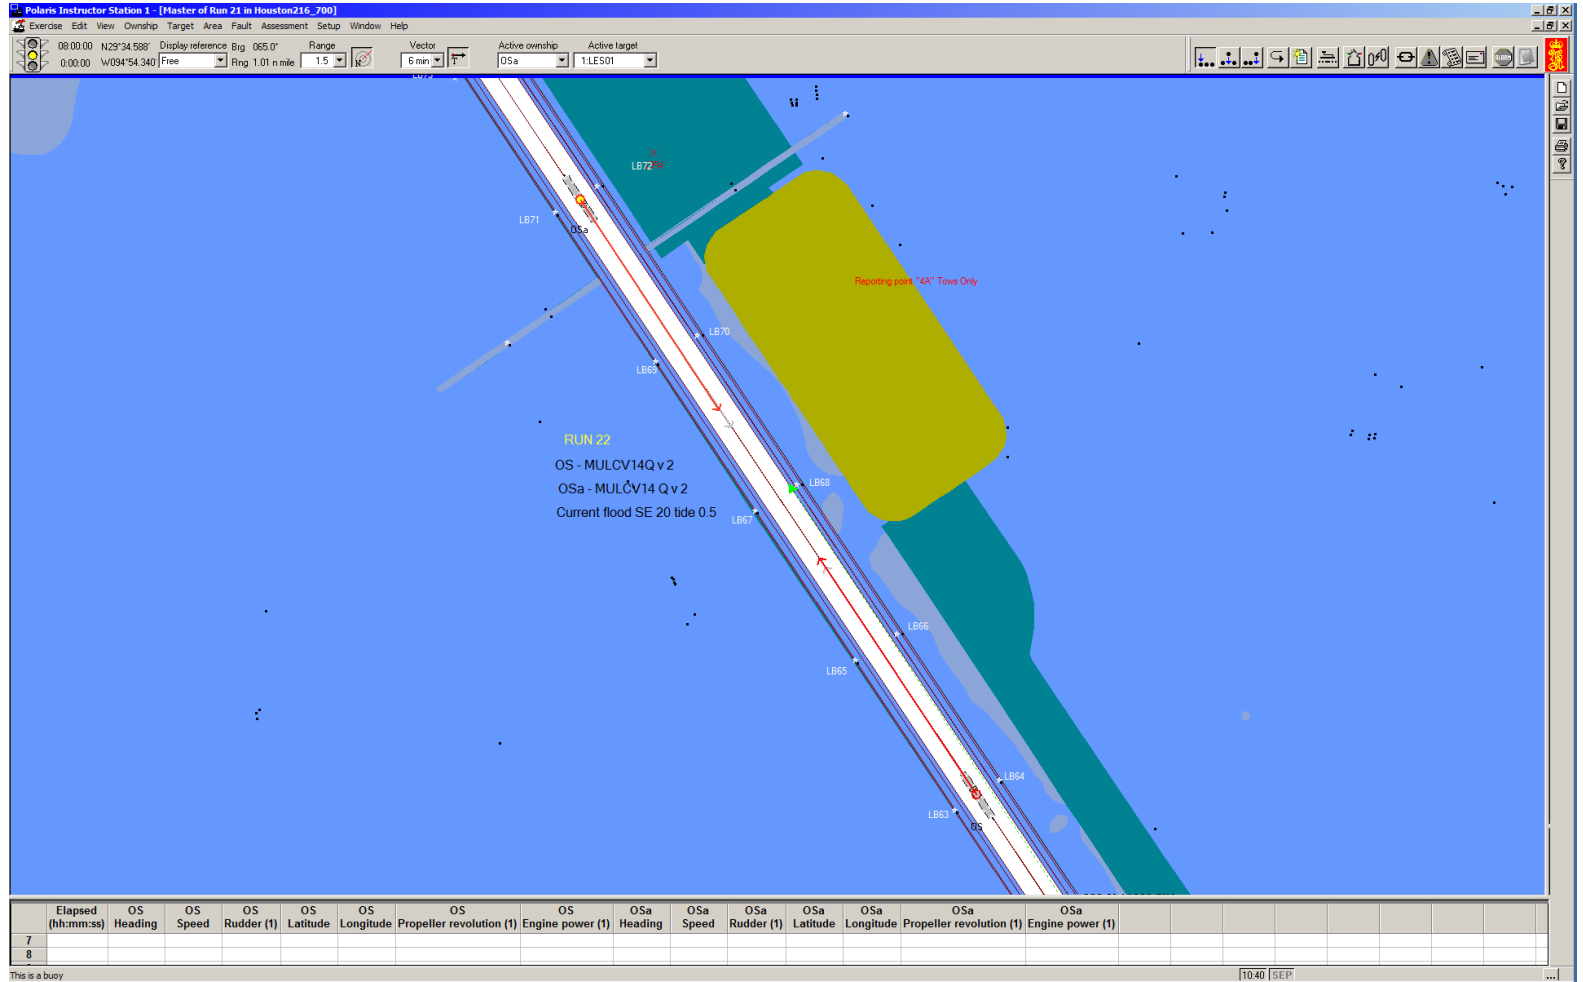 Polaris Instructor Station 1 - [Master of Run 21 in Houston216_700]
Exercise Edit View Ownship Target Area Fault Assessment Setup Window Help
08:00:00 N29°34.588' Display reference Brg 065.0° Range Vector Active ownship Active target
0:00:00 W094°54.340 Free Rng 1.01 n mile 1.5 6 min OSa 1:LES01
LB72
LB71
OSa
Reporting point "4A" Tows Only
LB70
LB69
RUN 22
OS - MULCV14Q v 2
OSa - MULCV14 Q v 2
Current flood SE 20 tide 0.5
LB68
LB67
LB66
LB65
LB64
LB63
OS
Elapsed (hh:mm:ss) OS Heading OS Speed OS Rudder (1) OS Latitude OS Longitude OS Propeller revolution (1) OS Engine power (1) OSa Heading OSa Speed OSa Rudder (1) OSa Latitude OSa Longitude OSa Propeller revolution (1) OSa Engine power (1)
7
8
This is a buoy
10:40 SEP